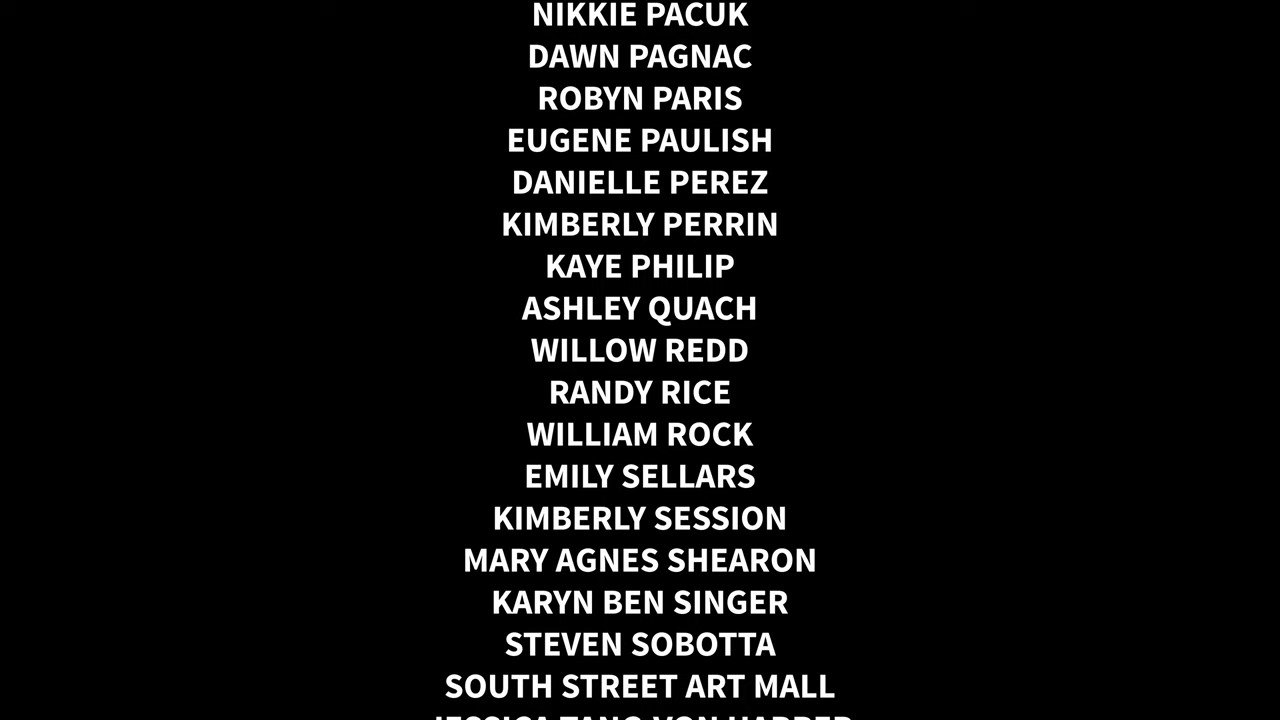 NIKKIE PACUK
DAWN PAGNAC
ROBYN PARIS
EUGENE PAULISH
DANIELLE PEREZ
KIMBERLY PERRIN
KAYE PHILIP
ASHLEY QUACH
WILLOW REDD
RANDY RICE
WILLIAM ROCK
EMILY SELLARS
KIMBERLY SESSION
MARY AGNES SHEARON
KARYN BEN SINGER
STEVEN SOBOTTA
SOUTH STREET ART MALL